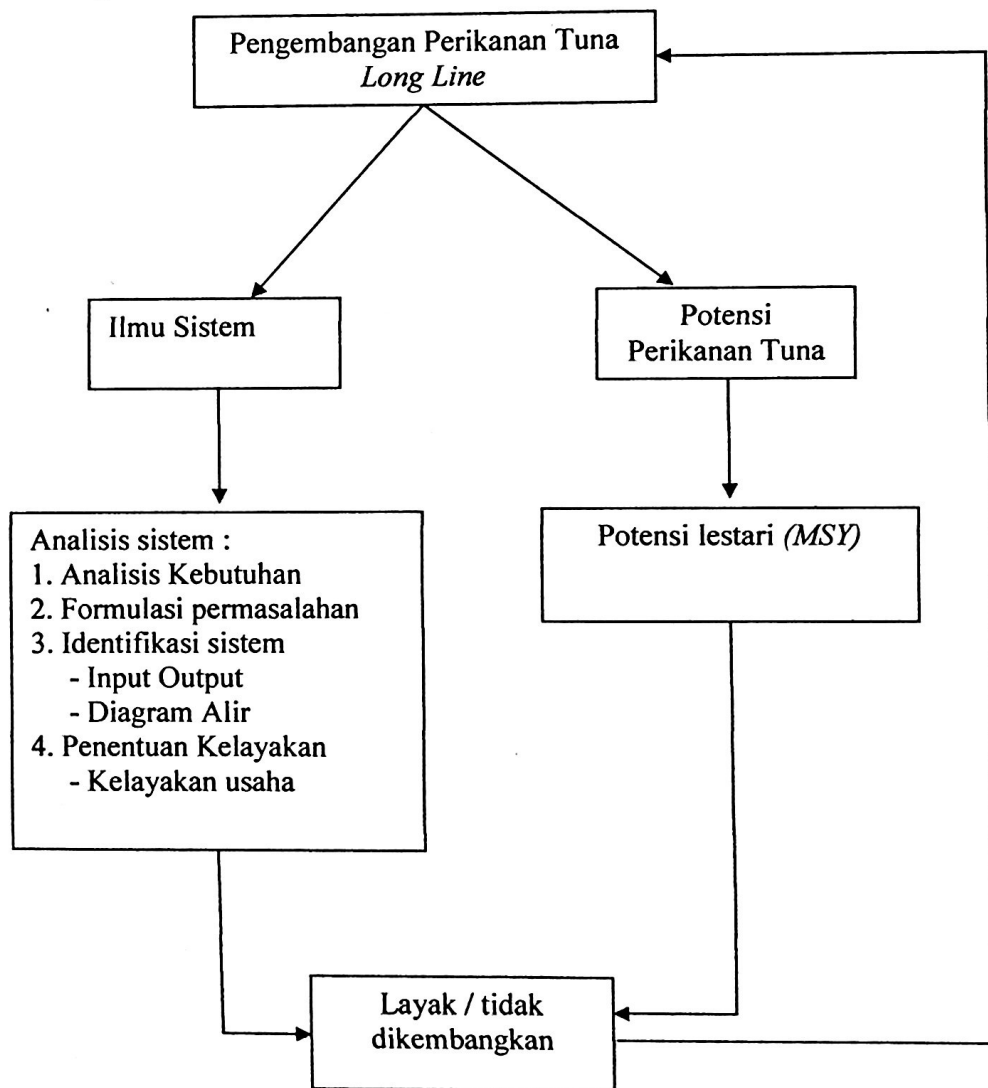 Pengembangan Perikanan Tuna
Long Line
Ilmu Sistem
Potensi
Perikanan Tuna
Analisis sistem :
1. Analisis Kebutuhan
2. Formulasi permasalahan
3. Identifikasi sistem
- Input Output
- Diagram Alir
4. Penentuan Kelayakan
- Kelayakan usaha
Potensi lestari (MSY)
Layak / tidak
dikembangkan